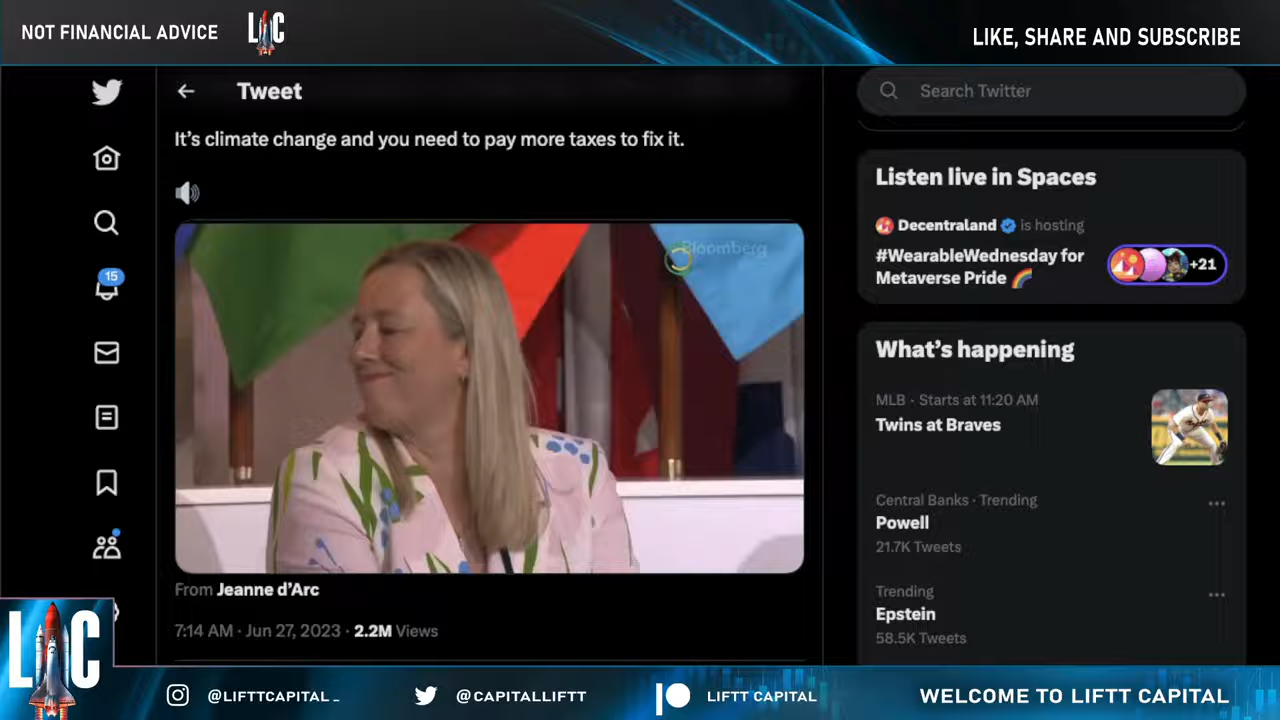 NOT FINANCIAL ADVICE
LC
LIKE, SHARE AND SUBSCRIBE
Tweet
It's climate change and you need to pay more taxes to fix it.
Bloomberg
From Jeanne d'Arc
7:14 AM · Jun 27, 2023 · 2.2M Views
15
Search Twitter
Listen live in Spaces
Decentraland is hosting
#WearableWednesday for
Metaverse Pride
+21
What's happening
MLB · Starts at 11:20 AM
Twins at Braves
Central Banks · Trending
Powell
21.7K Tweets
Trending
Epstein
58.5K Tweets
LC
@LIFTTCAPITAL_
@CAPITALLIFTT
LIFTT CAPITAL
WELCOME TO LIFTT CAPITAL